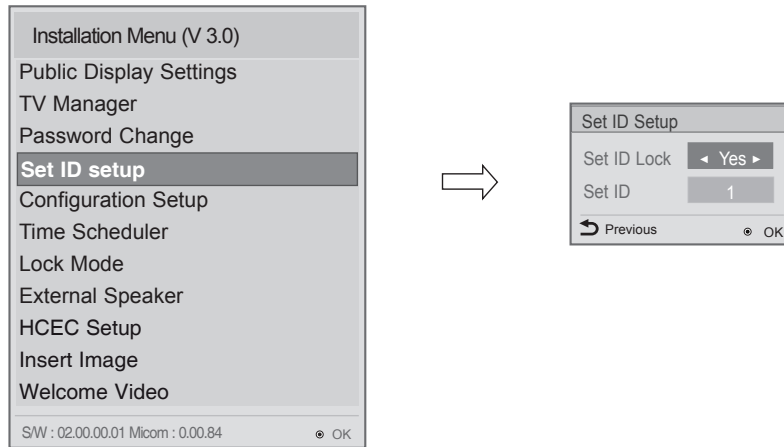 Installation Menu (V 3.0)
Public Display Settings
TV Manager
Password Change
Set ID setup
Configuration Setup
Time Scheduler
Lock Mode
External Speaker
HCEC Setup
Insert Image
Welcome Video
S/W : 02.00.00.01 Micom : 0.00.84 ◉ OK
Set ID Setup
Set ID Lock ◄ Yes ►
Set ID 1
Previous ◉ OK